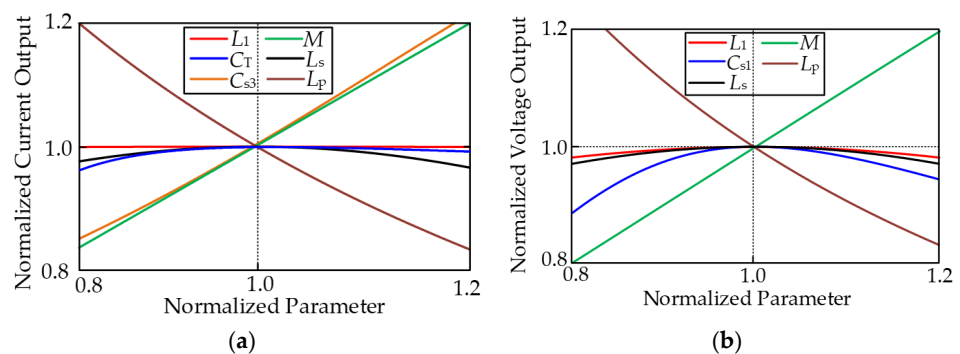 Normalized Current Output
1.2
1.0
0.8
L1
M
CT
Ls
Cs3
Lp
0.8
1.0
1.2
Normalized Parameter
(a)
Normalized Voltage Output
1.2
1.0
0.8
L1
M
Cs1
Lp
Ls
0.8
1.0
1.2
Normalized Parameter
(b)